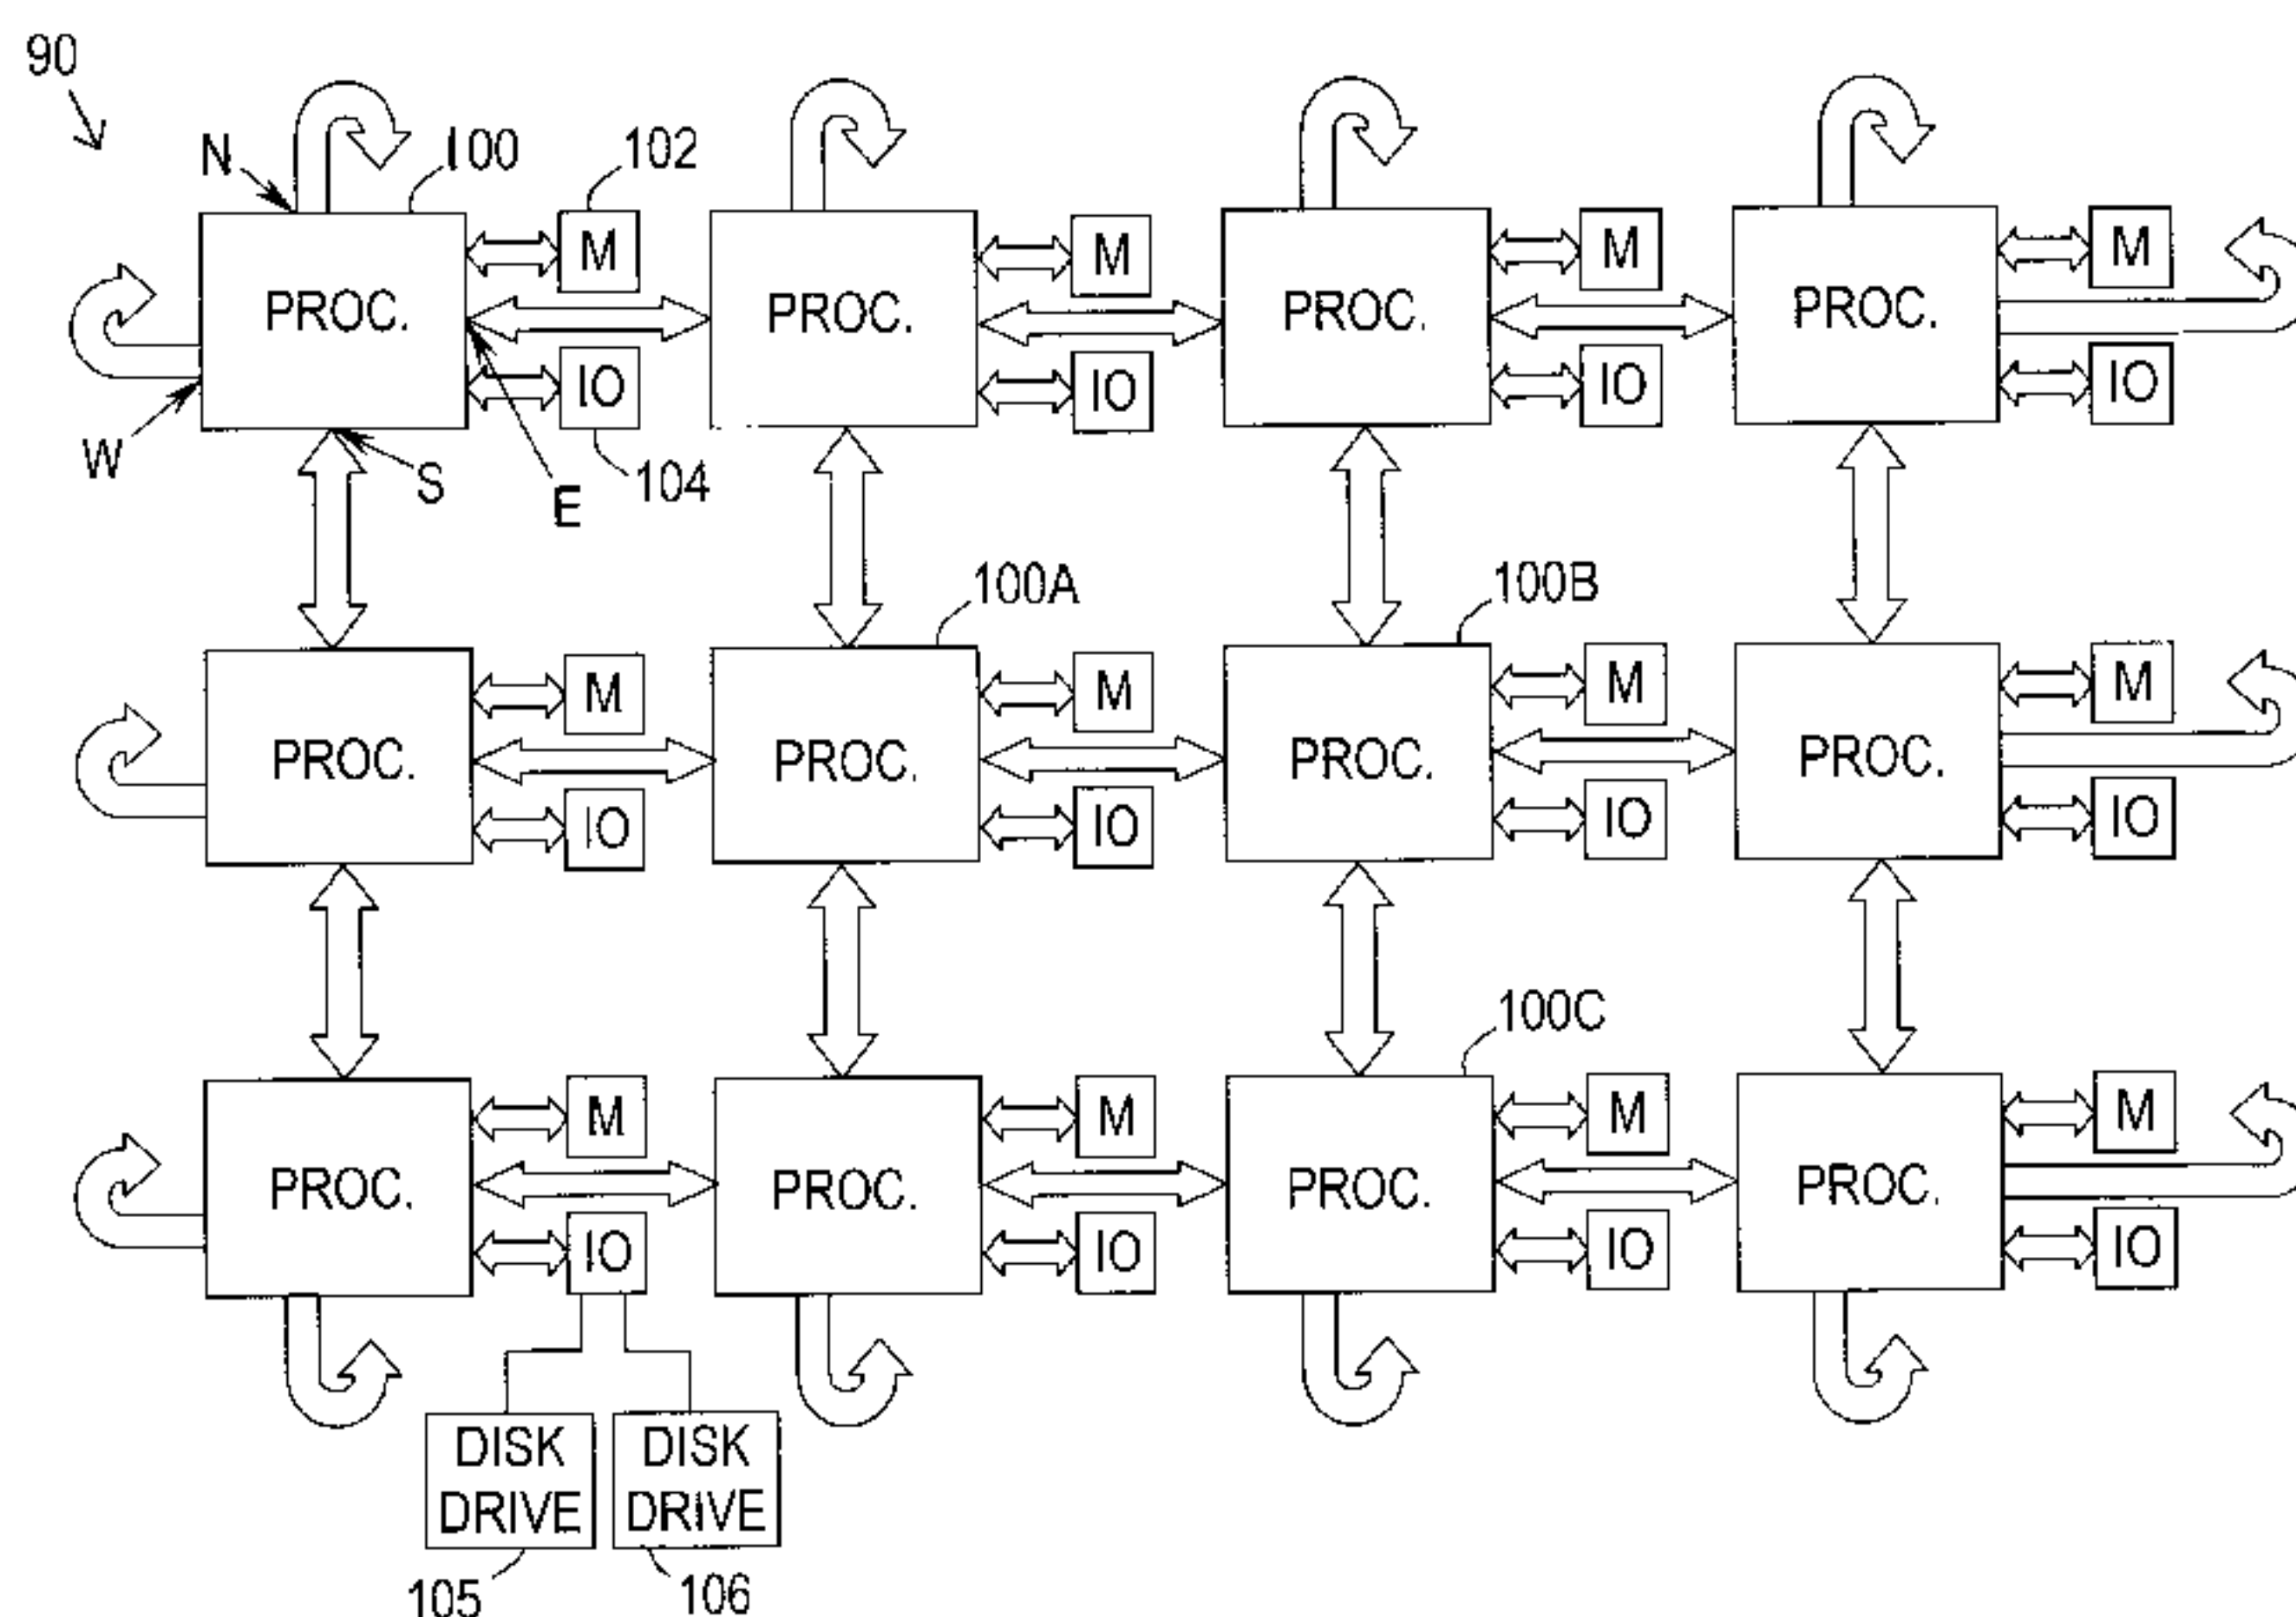 90
N
100
102
M
M
M
M
PROC.
PROC.
PROC.
PROC.
IO
IO
IO
IO
W
S
E
104
100A
100B
M
M
M
M
PROC.
PROC.
PROC.
PROC.
IO
IO
IO
IO
100C
M
M
M
M
PROC.
PROC.
PROC.
PROC.
IO
IO
IO
IO
DISK
DRIVE
DISK
DRIVE
105
106